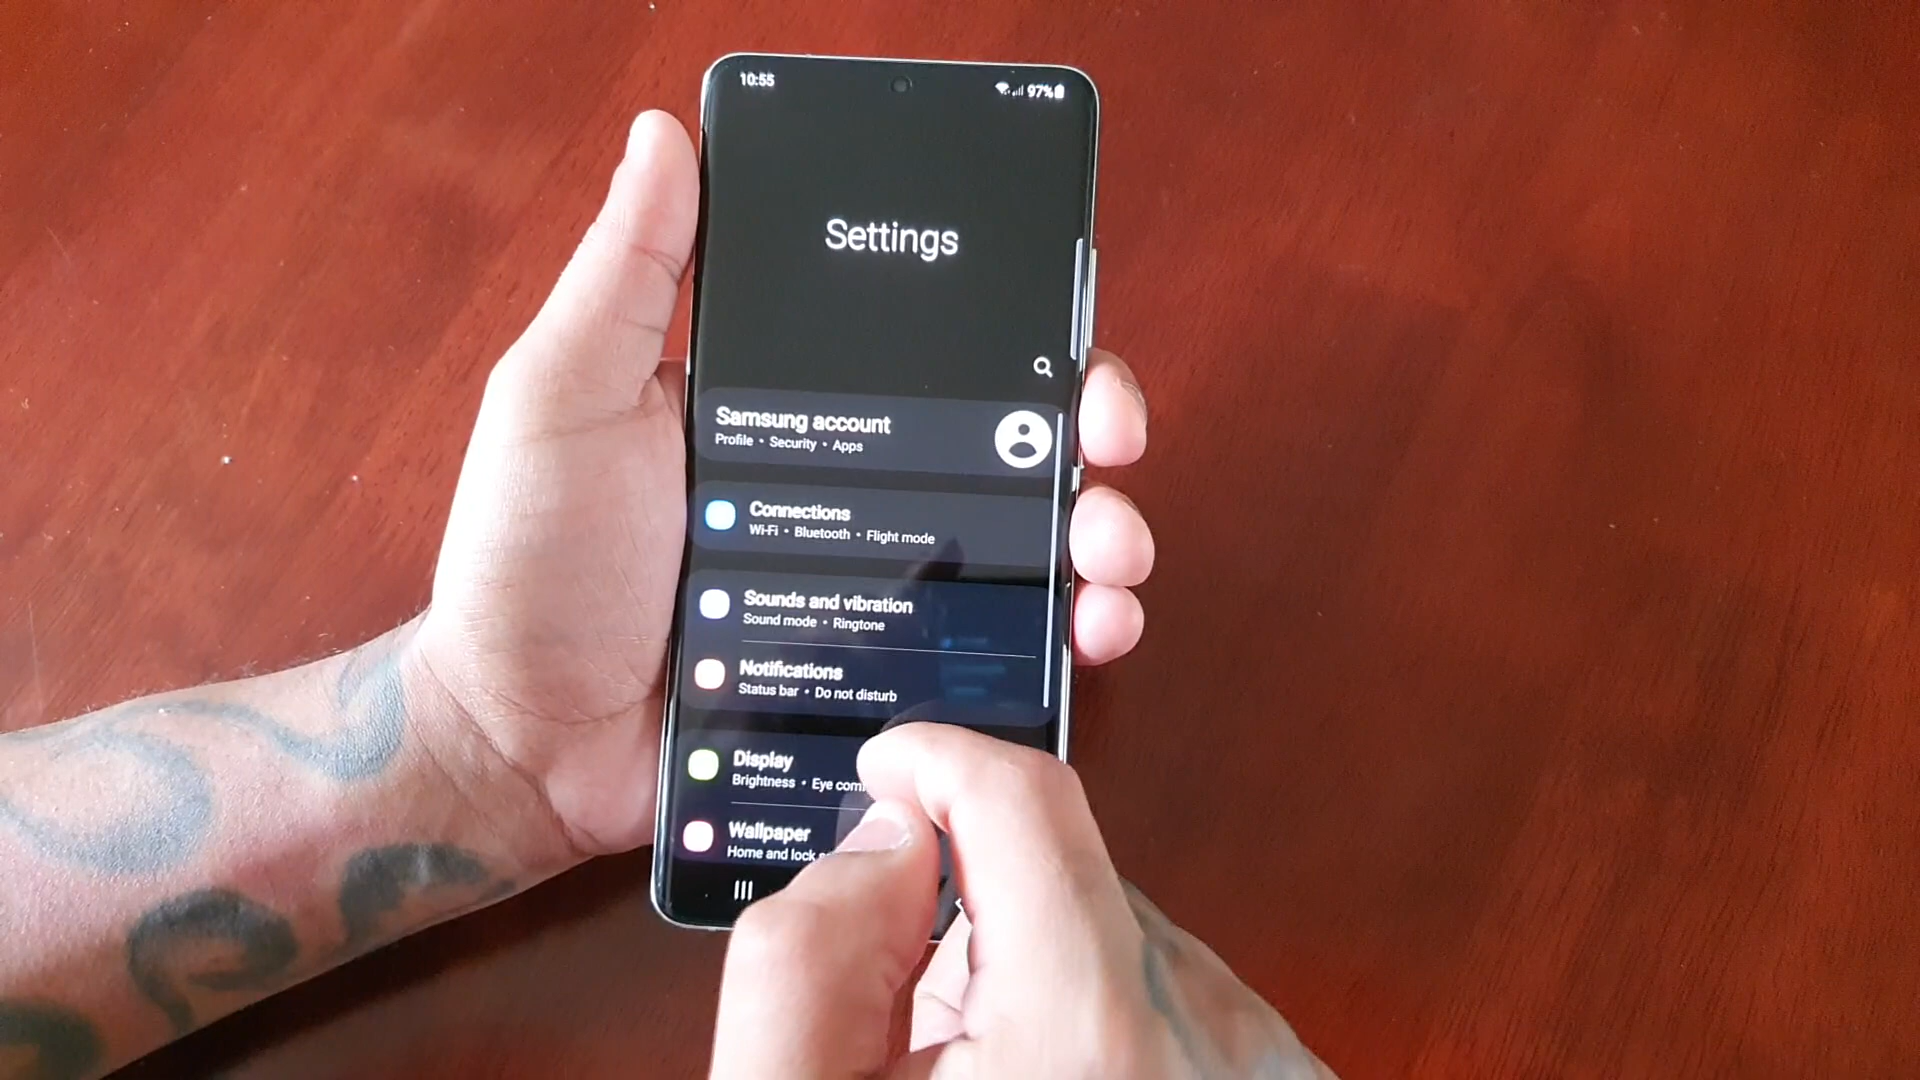 10:55
97%
Settings
Samsung account
Profile • Security • Apps
Connections
Wi-Fi • Bluetooth • Flight mode
Sounds and vibration
Sound mode • Ringtone
Notifications
Status bar • Do not disturb
Display
Brightness • Eye
Wallpaper
Home and lock